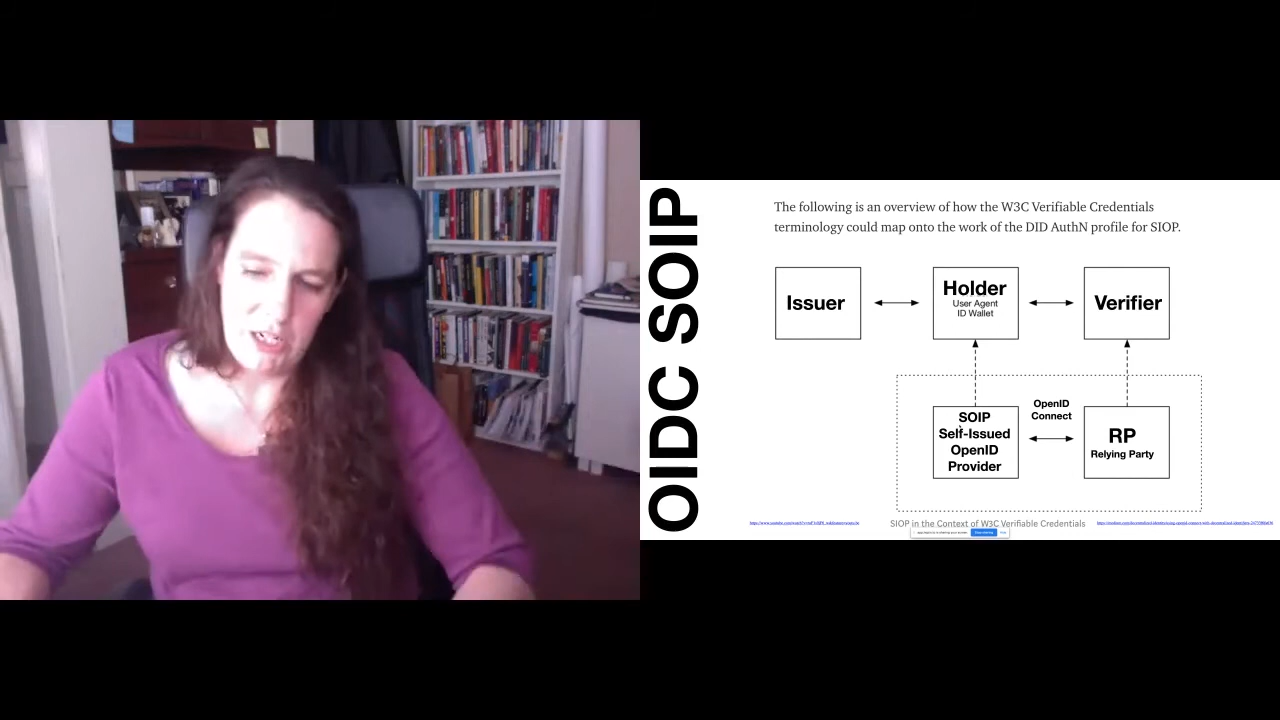 OIDC SOIP
The following is an overview of how the W3C Verifiable Credentials
terminology could map onto the work of the DID AuthN profile for SIOP.
Issuer
Holder
User Agent
ID Wallet
Verifier
SOIP
Self-Issued
OpenID
Provider
OpenID
Connect
RP
Relying Party
SIOP in the Context of W3C Verifiable Credentials